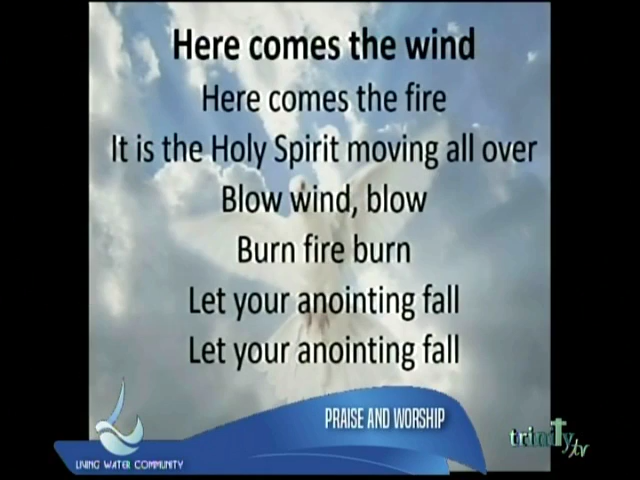 Here comes the wind
Here comes the fire
It is the Holy Spirit moving all over
Blow wind, blow
Burn fire burn
Let your anointing fall
Let your anointing fall
PRAISE AND WORSHIP
trinity tv
LIVING WATER COMMUNITY